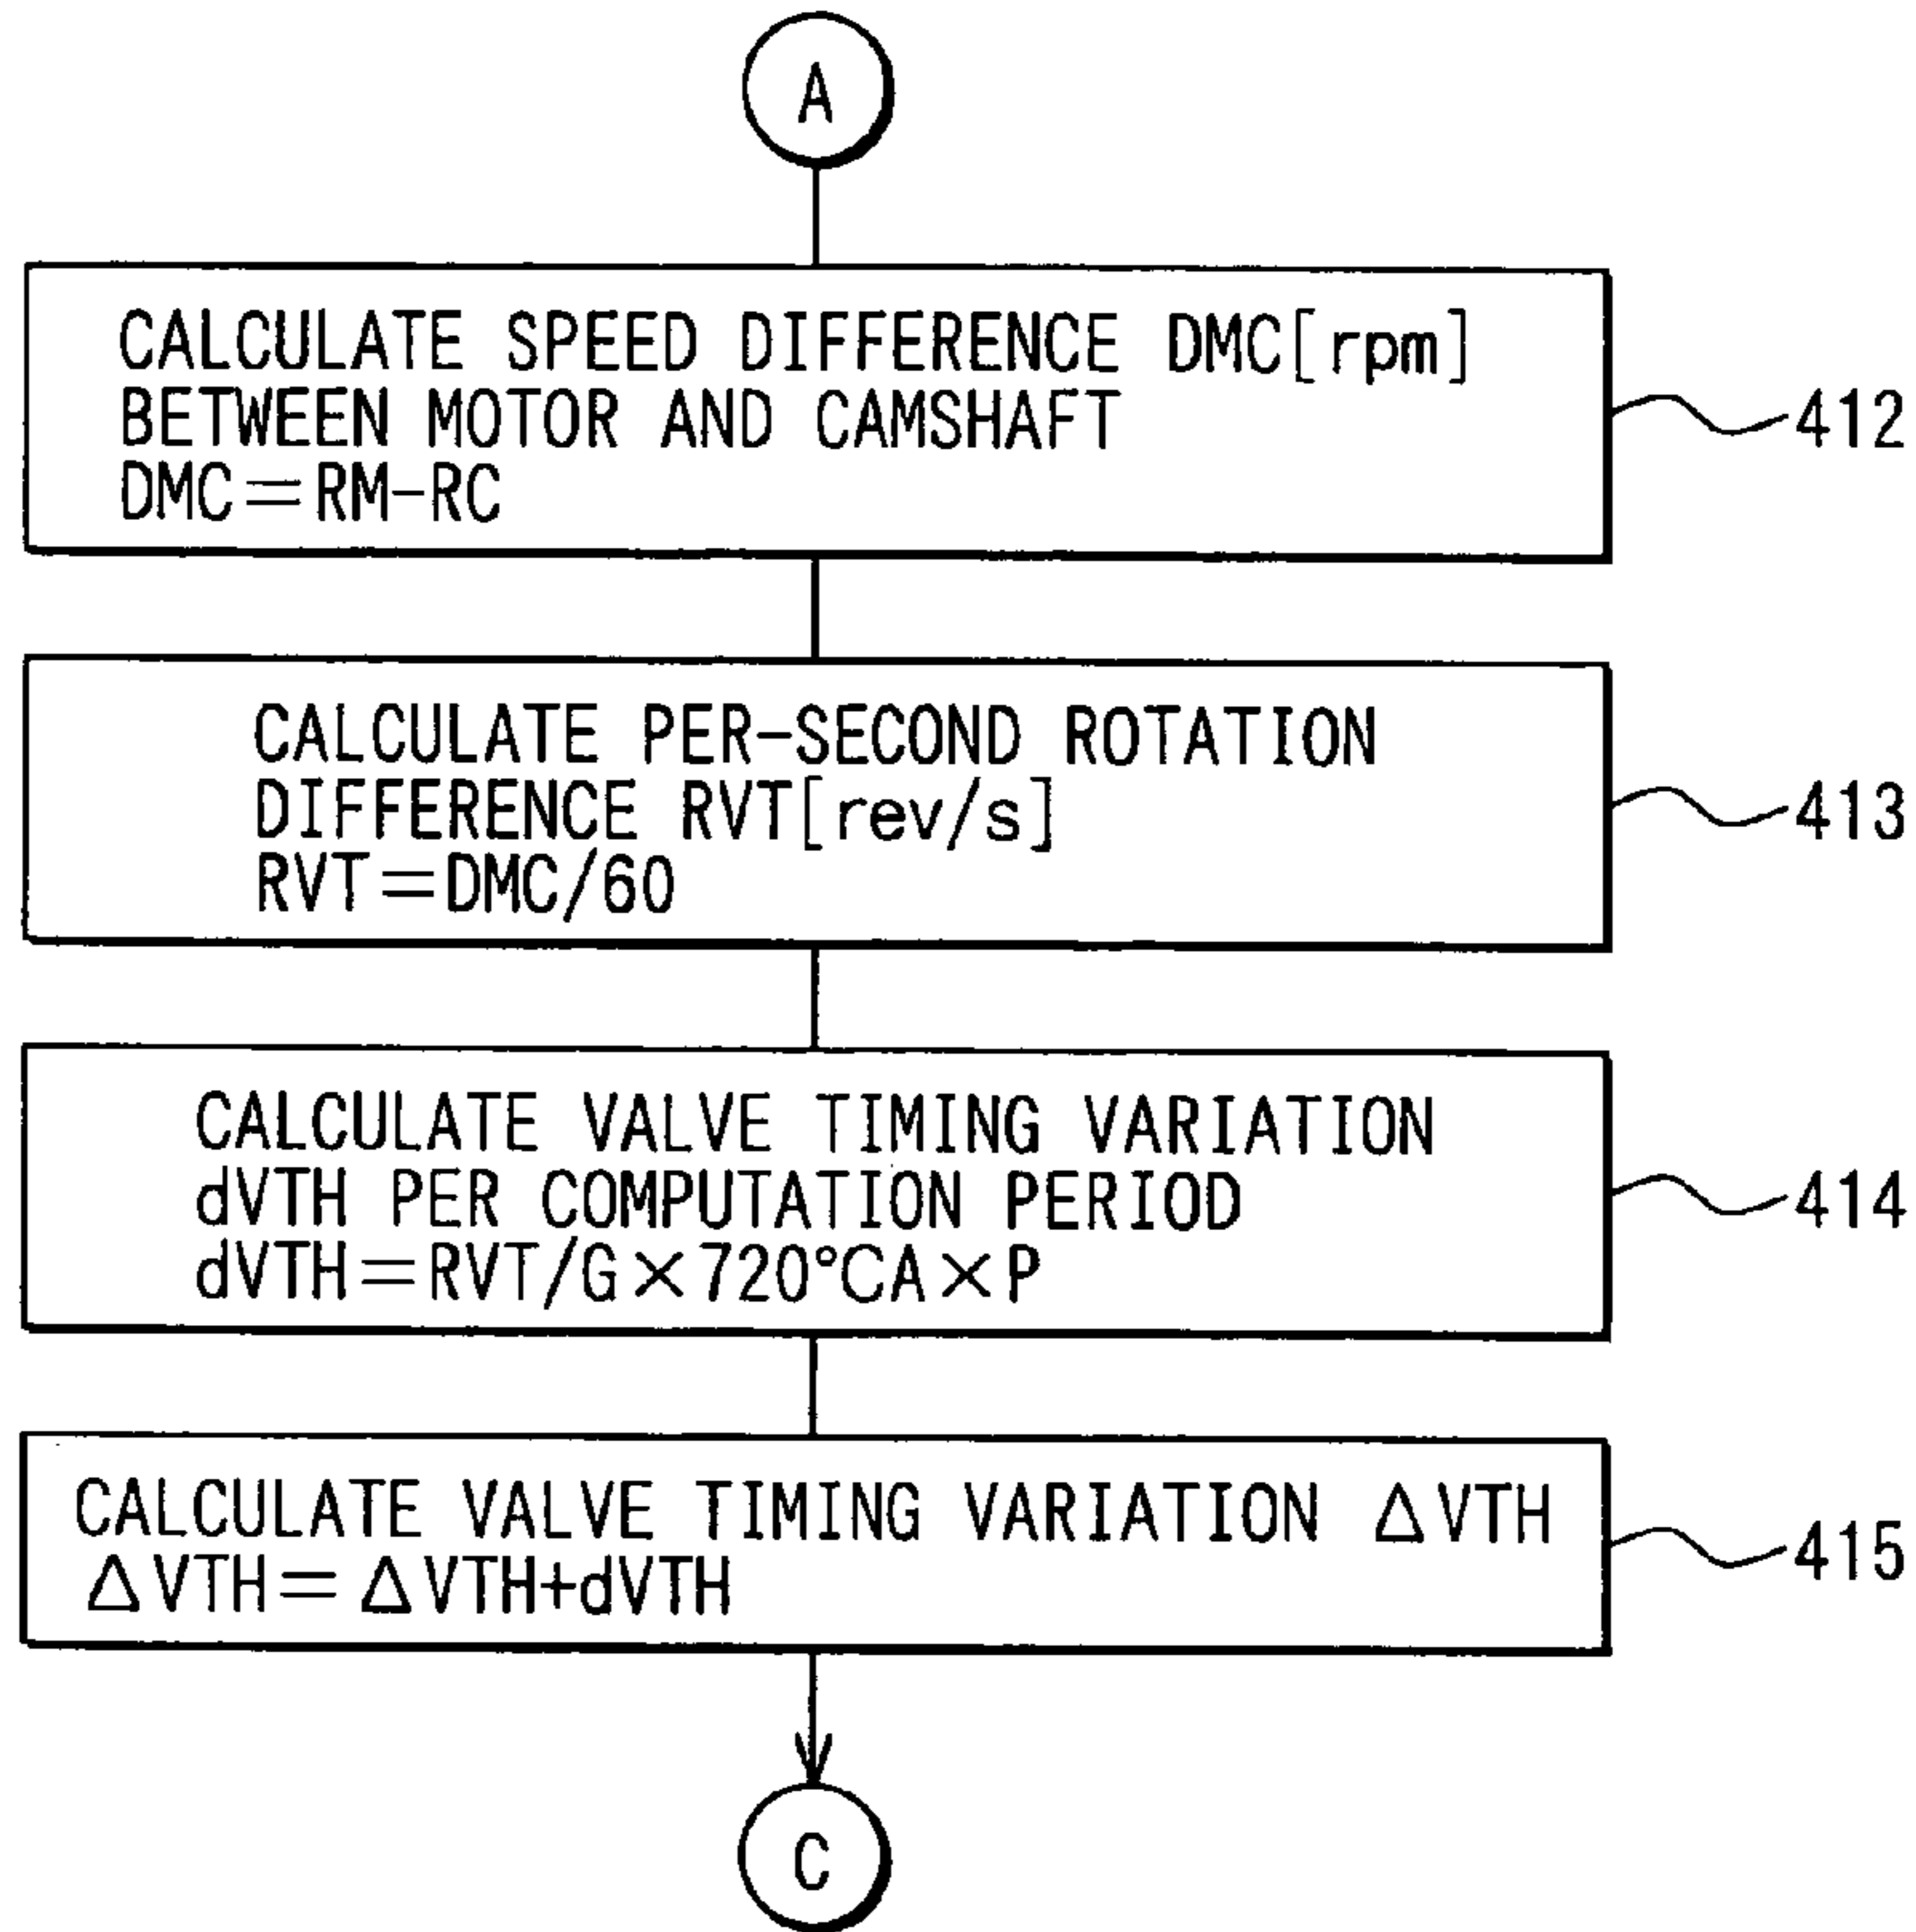 A
CALCULATE SPEED DIFFERENCE DMC[rpm]
BETWEEN MOTOR AND CAMSHAFT
DMC=RM-RC
412
CALCULATE PER-SECOND ROTATION
DIFFERENCE RVT[rev/s]
RVT=DMC/60
413
CALCULATE VALVE TIMING VARIATION
dVTH PER COMPUTATION PERIOD
dVTH=RVT/G×720°CA×P
414
CALCULATE VALVE TIMING VARIATION ΔVTH
ΔVTH=ΔVTH+dVTH
415
C